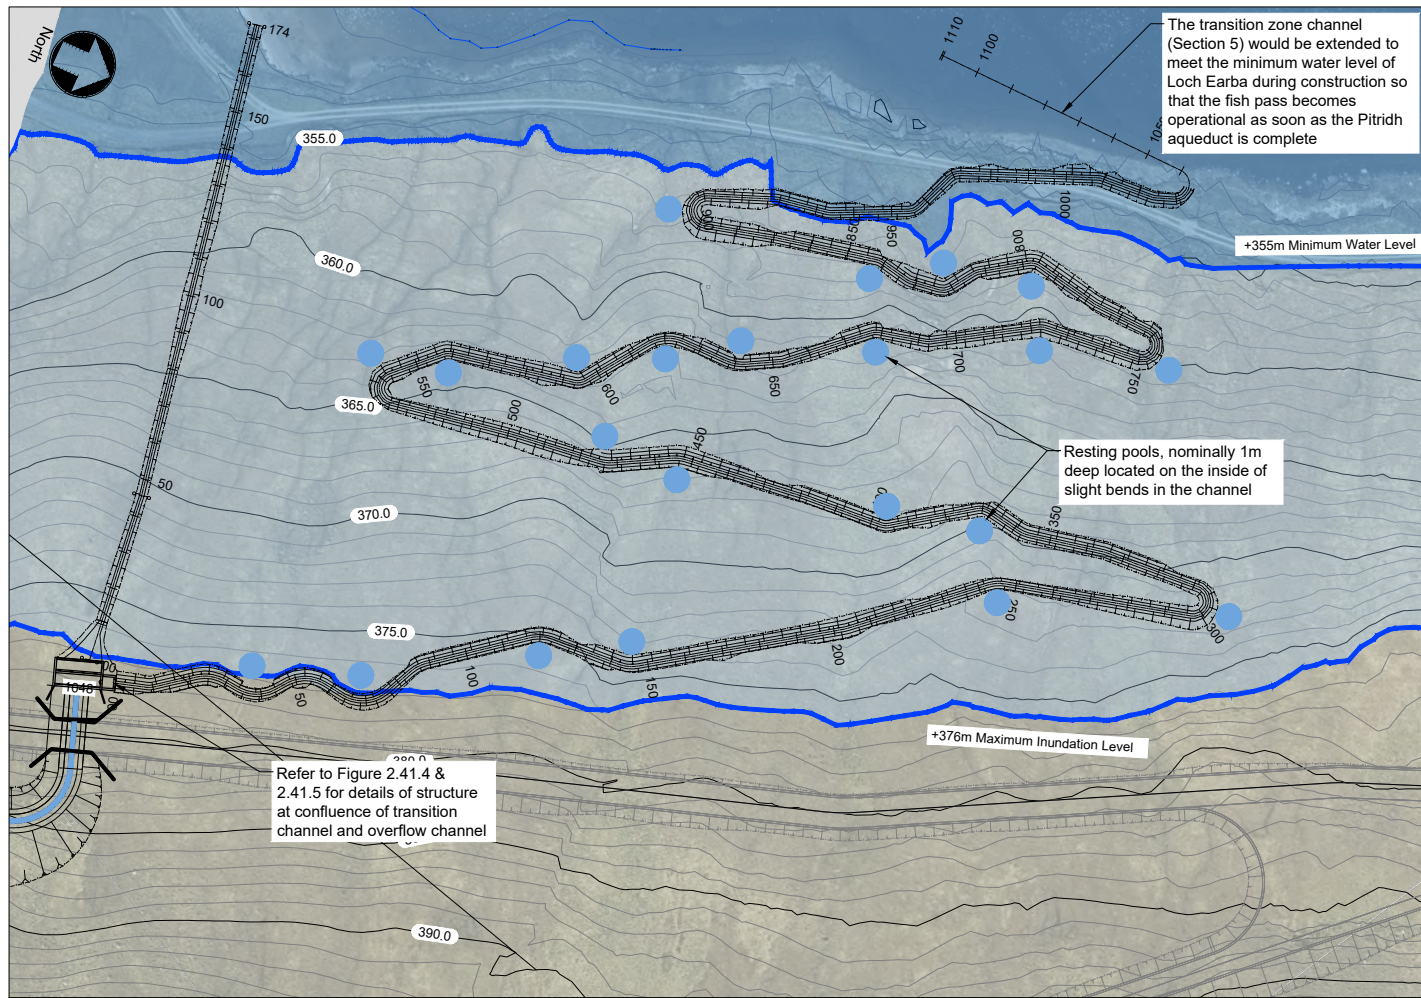 North
174
150
355.0
1110
1100
The transition zone channel
(Section 5) would be extended to
meet the minimum water level of
Loch Earba during construction so
that the fish pass becomes
operational as soon as the Pitridh
aqueduct is complete
1000
900
850
950
800
+355m Minimum Water Level
360.0
100
700
750
650
600
550
365.0
500
450
50
370.0
350
Resting pools, nominally 1m
deep located on the inside of
slight bends in the channel
250
300
375.0
200
150
100
50
1048
+376m Maximum Inundation Level
380.0
Refer to Figure 2.41.4 &
2.41.5 for details of structure
at confluence of transition
channel and overflow channel
390.0